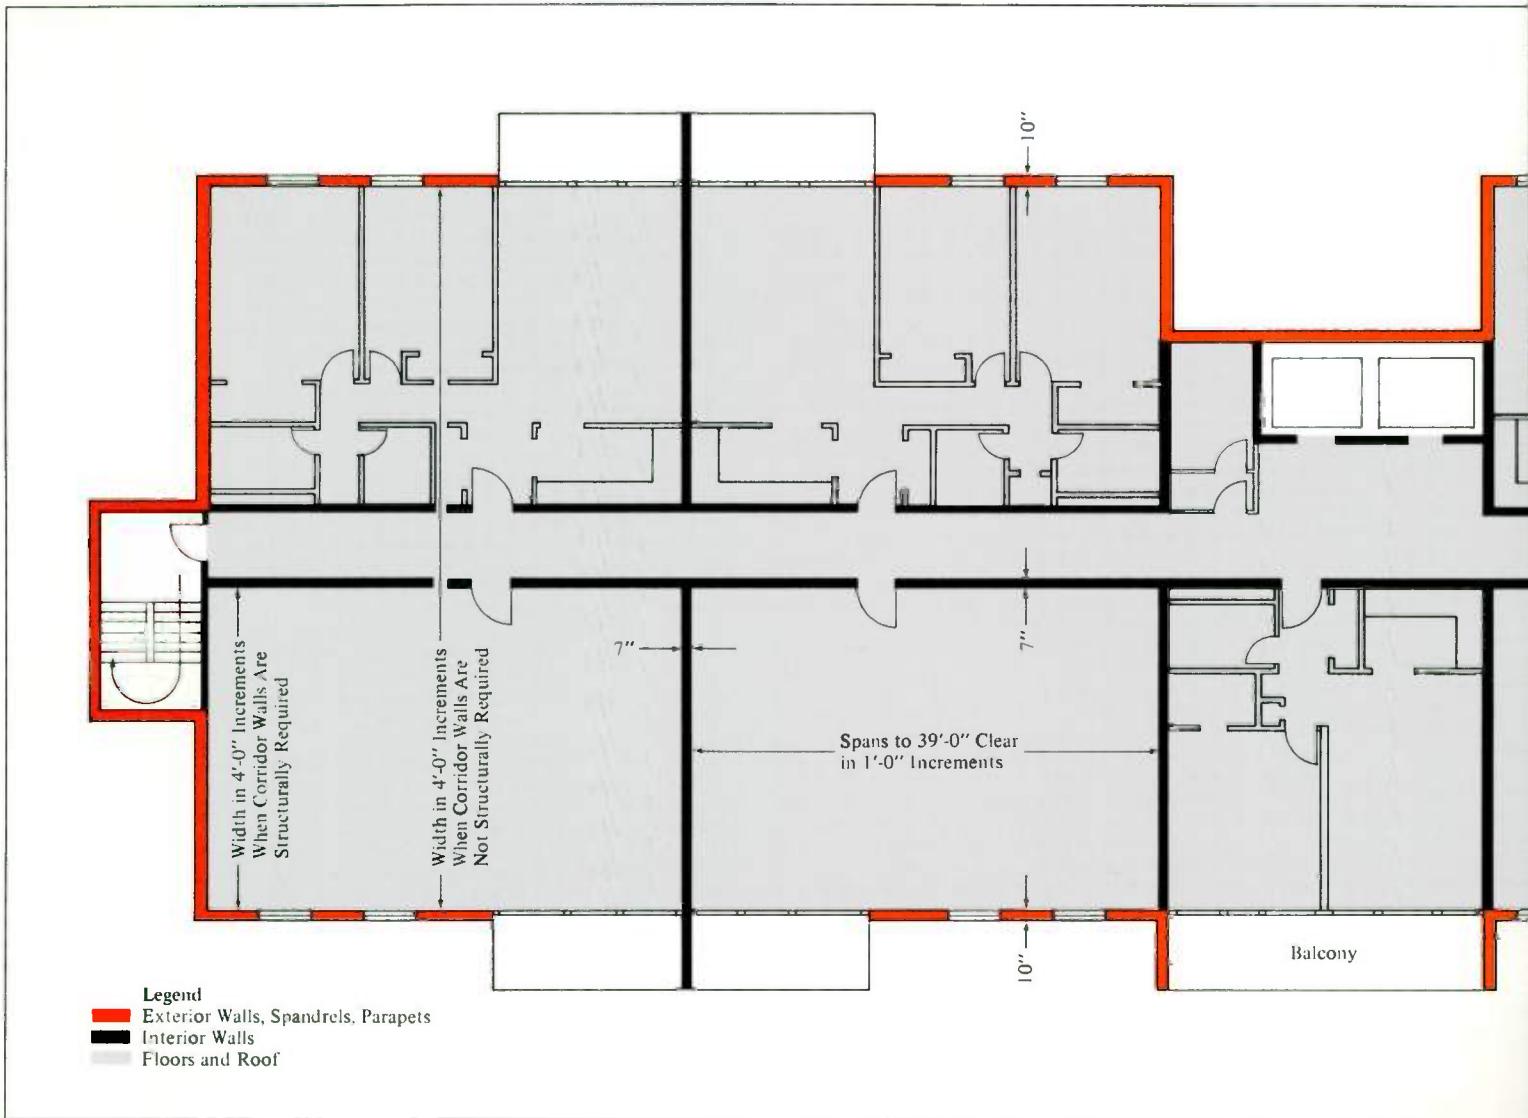 10"
Width in 4'-0" Increments
When Corridor Walls Are
Structurally Required
Width in 4'-0" Increments
When Corridor Walls Are
Not Structurally Required
7"
7"
Spans to 39'-0" Clear
in 1'-0" Increments
10"
Balcony
Legend
Exterior Walls, Spandrels, Parapets
Interior Walls
Floors and Roof